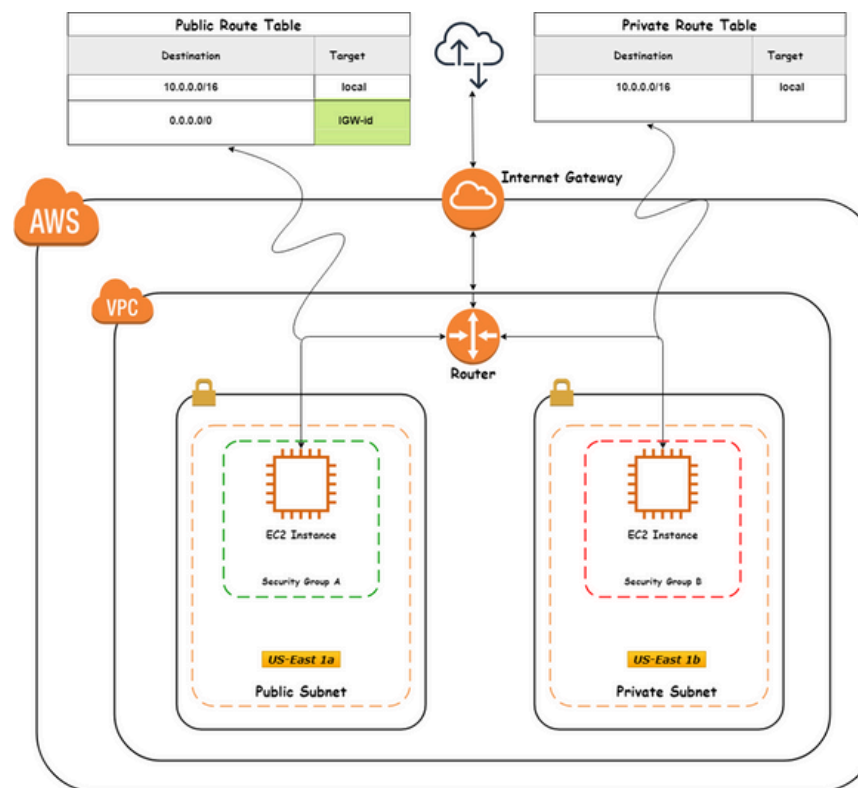 Public Route Table
Destination Target
10.0.0.0/16 local
0.0.0.0/0 IGW-id
Private Route Table
Destination Target
10.0.0.0/16 local
Internet Gateway
AWS
VPC
Router
EC2 Instance
Security Group A
US-East 1a
Public Subnet
EC2 Instance
Security Group B
US-East 1b
Private Subnet